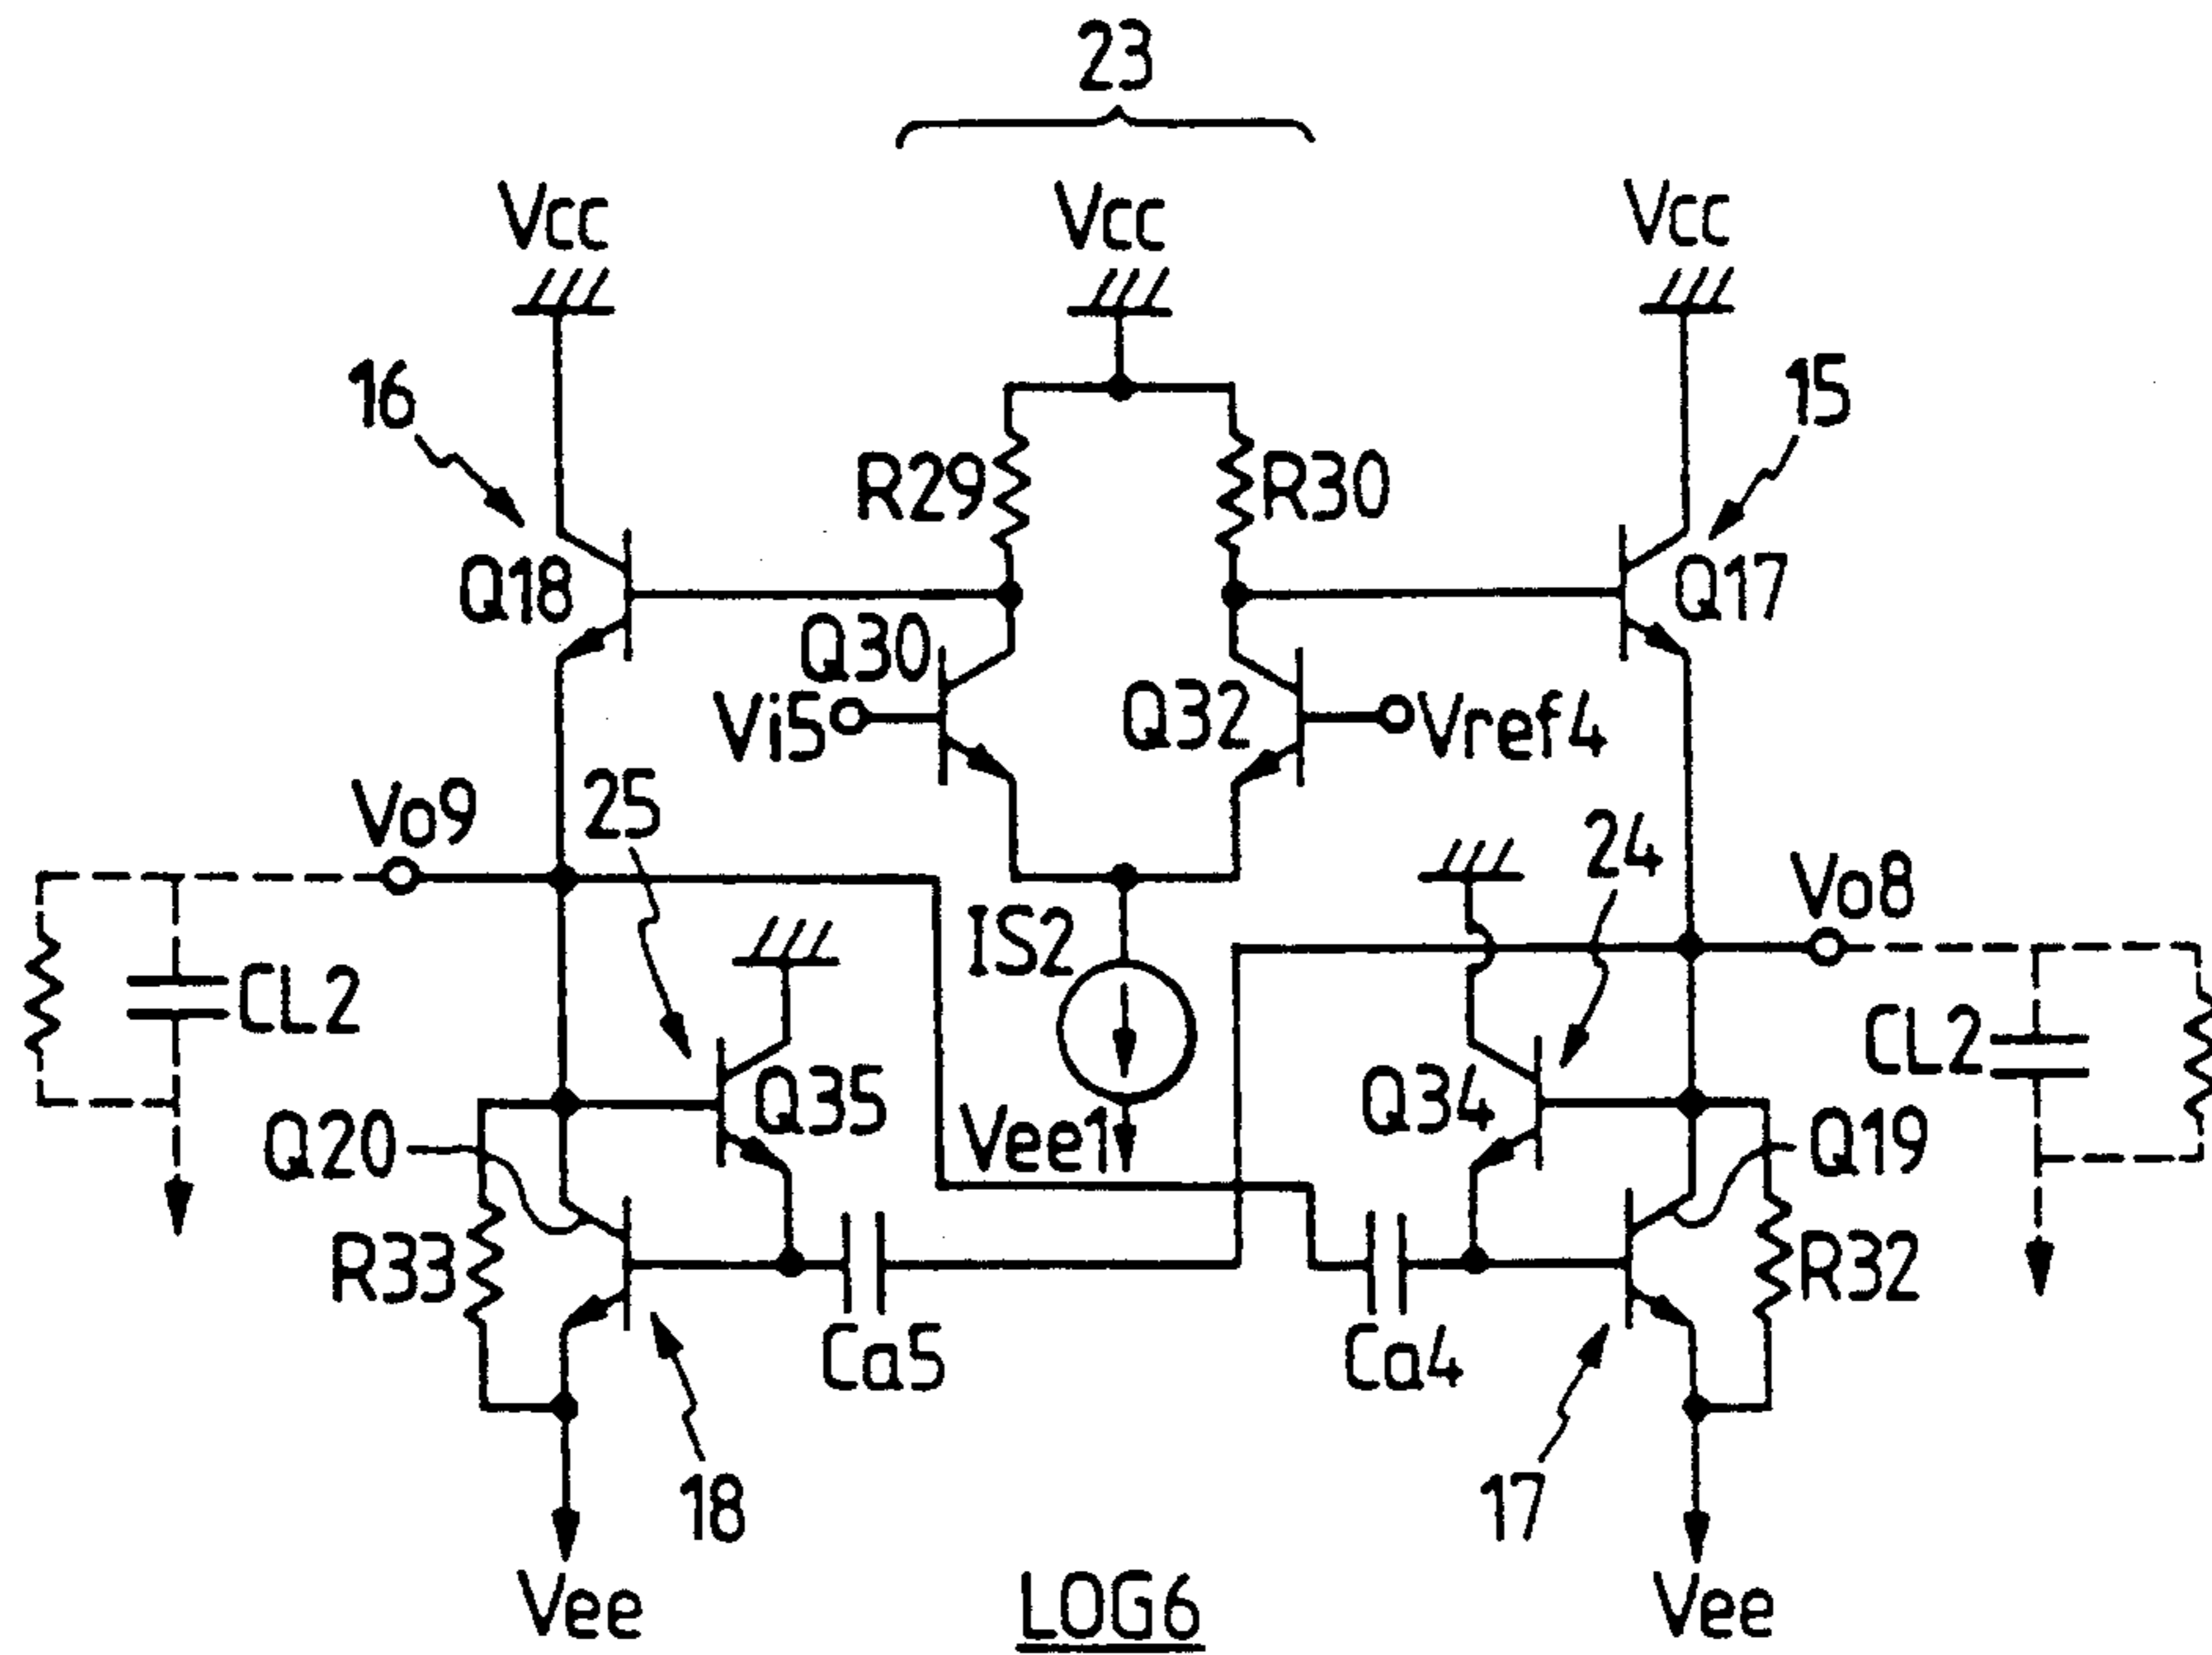 23
Vcc
Vcc
Vcc
16
15
R29
R30
Q18
Q17
Q30
Q32
Vi5
Vref4
Vo9
25
24
Vo8
IS2
CL2
CL2
Q35
Q34
Vee1
Q20
Q19
R33
R32
Ca5
Ca4
18
17
Vee
Vee
LOG6